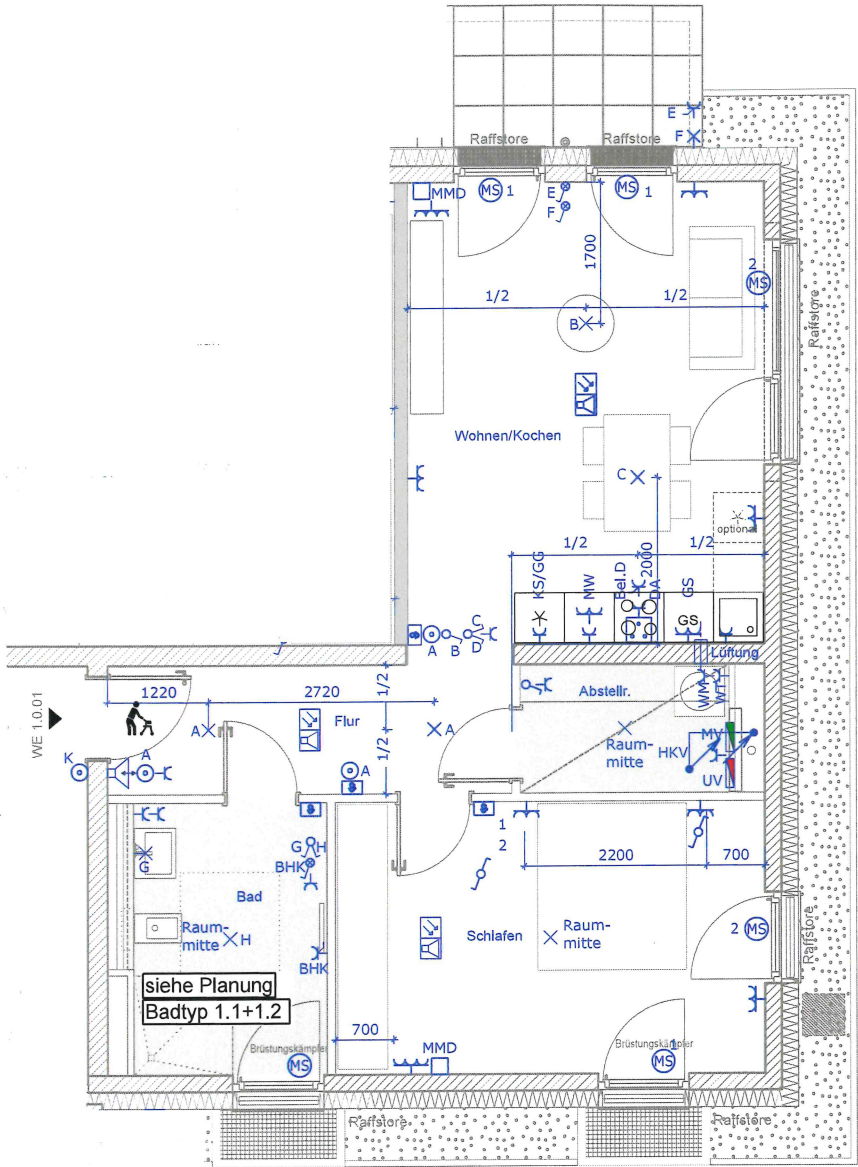 E
F
Raffstore
Raffstore
MMD
MS 1
E
F
MS 1
1700
2
MS
1/2
1/2
B
Raffstore
Wohnen/Kochen
C
optional
1/2
1/2
KS/GG
MW
Bel.D
DA
2000
GS
GS
A
B
C
D
Lüftung
1220
2720
1/2
1/2
Abstellr.
WM
WT
WE 1.0.01
A
Flur
A
Raum-
mitte
HKV
MV
UV
K
A
A
G
G
H
BHK
1
2
2200
700
Bad
Raum-
mitte
H
BHK
Schlafen
Raum-
mitte
2
MS
Raffstore
siehe Planung
Badtyp 1.1+1.2
700
Brüstungskämpfer
MS
MMD
Brüstungskämpfer
1
MS
Raffstore
Raffstore